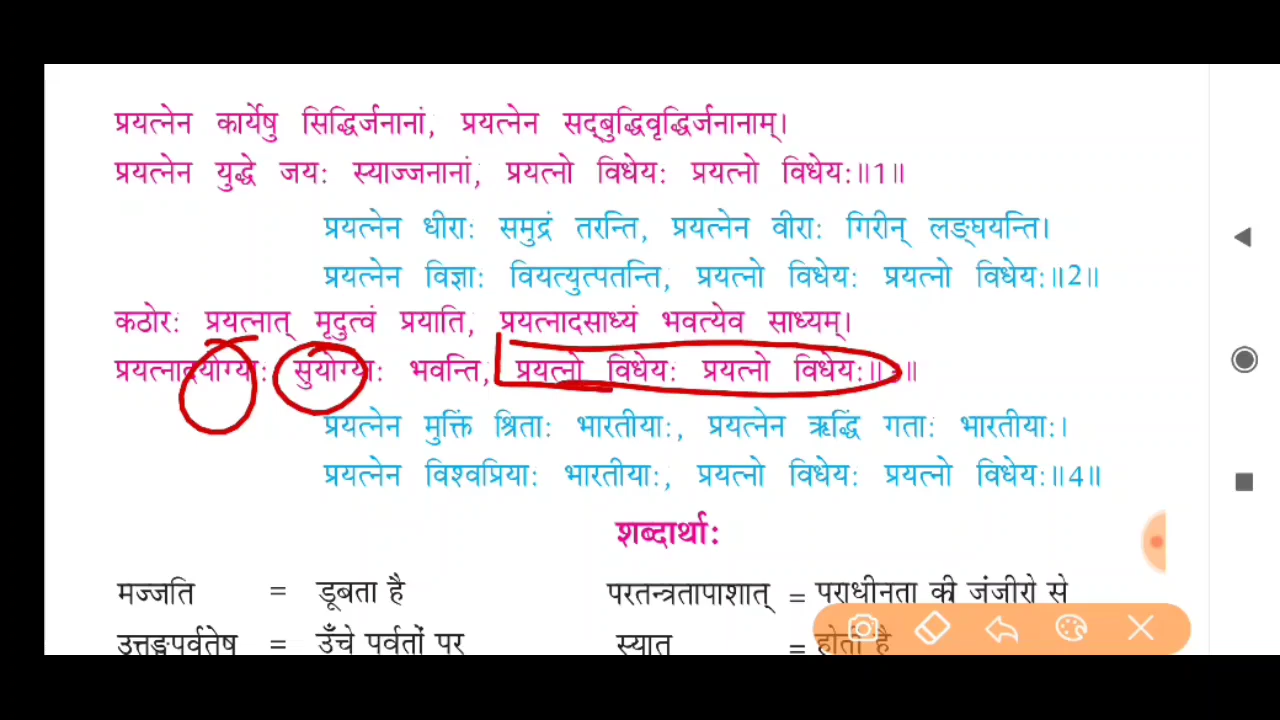 प्रयत्नेन कार्येषु सिद्धिर्जनानां, प्रयत्नेन सद्बुद्धिवृद्धिर्जनानाम्।
प्रयत्नेन युद्धे जयः स्याज्जनानां, प्रयत्नो विधेयः प्रयत्नो विधेयः॥1॥
प्रयत्नेन धीराः समुद्रं तरन्ति, प्रयत्नेन वीराः गिरीन् लङ्घयन्ति।
प्रयत्नेन विज्ञाः वियत्युत्पतन्ति, प्रयत्नो विधेयः प्रयत्नो विधेयः॥2॥
कठोरः प्रयत्नात् मृदुत्वं प्रयाति, प्रयत्नादसाध्यं भवत्येव साध्यम्।
प्रयत्नादयोग्याः सुयोग्याः भवन्ति, प्रयत्नो विधेयः प्रयत्नो विधेयः॥ ॥
प्रयत्नेन मुक्तिं श्रिताः भारतीयाः, प्रयत्नेन ऋद्धिं गताः भारतीयाः।
प्रयत्नेन विश्वप्रियाः भारतीयाः, प्रयत्नो विधेयः प्रयत्नो विधेयः॥4॥
शब्दार्थाः
मज्जति = डूबता है परतन्त्रतापाशात् = पराधीनता की जंजीरो से
उत्तुङ्गपर्वतेषु = उँचे पर्वतों पर स्यात् = होता है